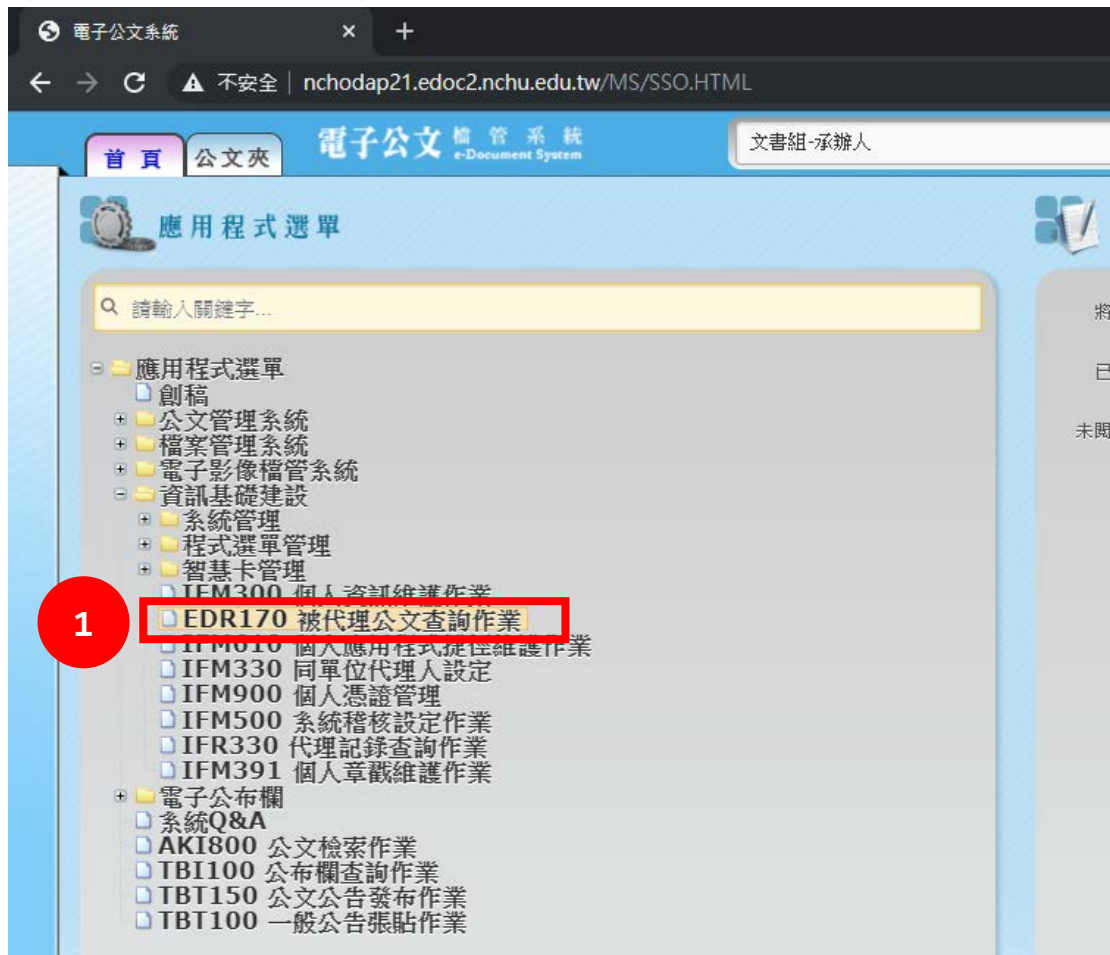 電子公文系統
不安全 | nchodap21.edoc2.nchu.edu.tw/MS/SSO.HTML
首頁 公文夾 電子公文 檔管系統 e-Document System 文書組-承辦人
應用程式選單
請輸入關鍵字...
將
已
未閱
應用程式選單
創稿
公文管理系統
檔案管理系統
電子影像檔管系統
資訊基礎建設
系統管理
程式選單管理
智慧卡管理
IFM300 個人資訊維護作業
1
EDR170 被代理公文查詢作業
IFM610 個人應用程式捷徑維護作業
IFM330 同單位代理人設定
IFM900 個人憑證管理
IFM500 系統稽核設定作業
IFR330 代理記錄查詢作業
IFM391 個人章戳維護作業
電子公布欄
系統Q&A
AKI800 公文檢索作業
TBI100 公布欄查詢作業
TBT150 公文公告發布作業
TBT100 一般公告張貼作業